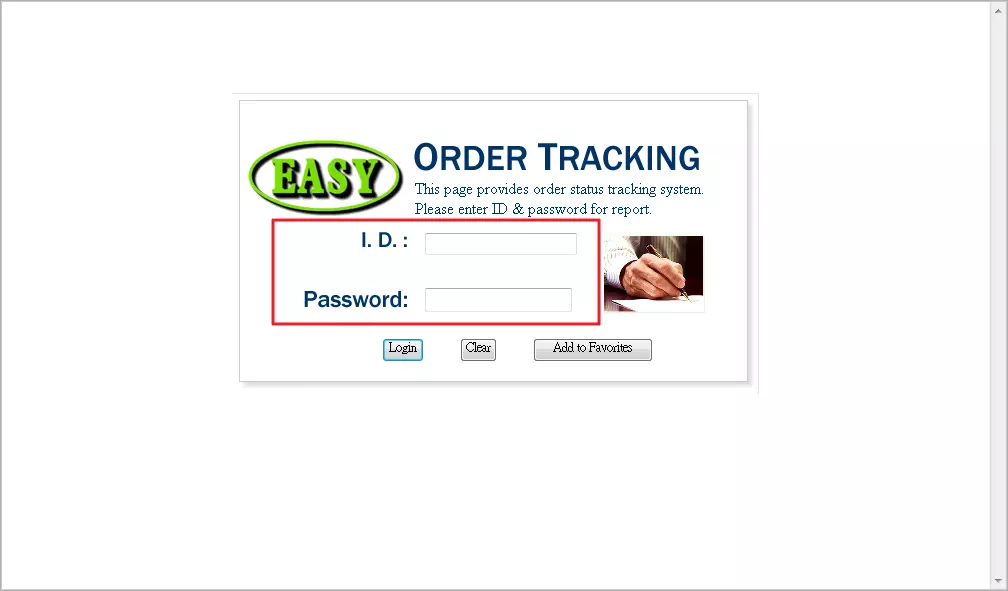 EASY
ORDER TRACKING
This page provides order status tracking system.
Please enter ID & password for report.
I. D. :
Password:
Login
Clear
Add to Favorites